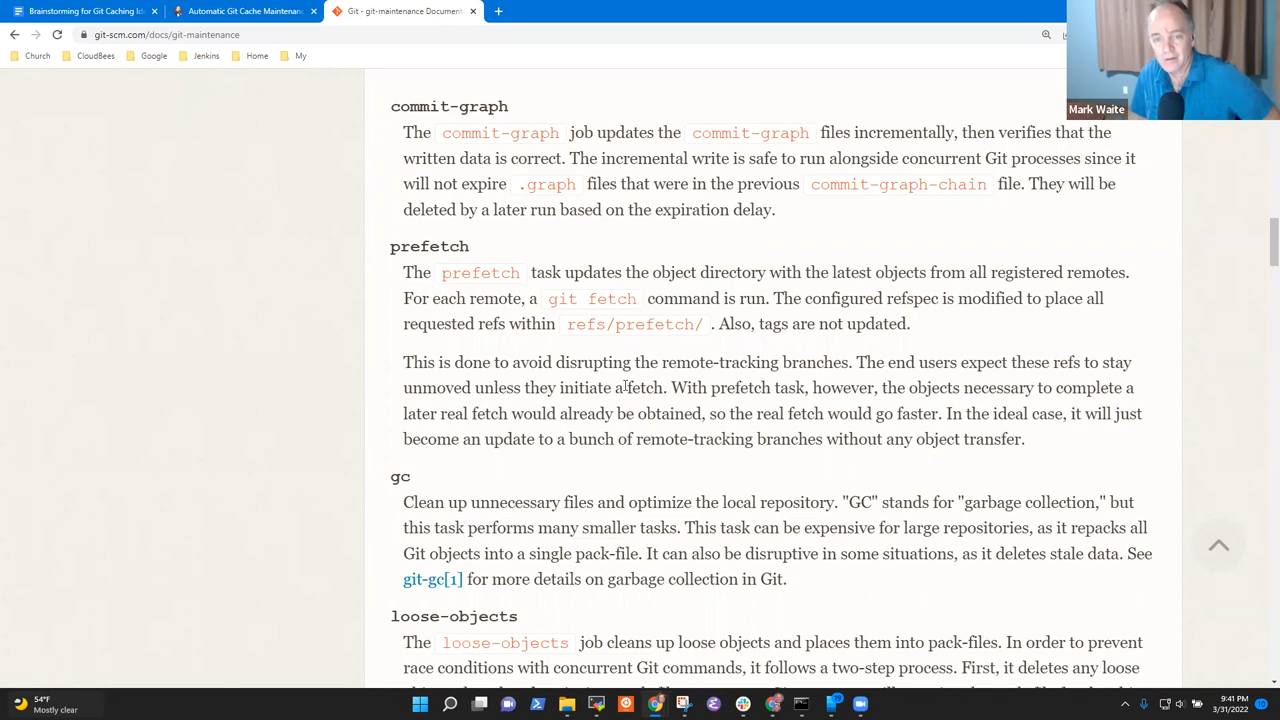 Brainstorming for Git Caching Id
Automatic Git Cache Maintenanc
Git - git-maintenance Document
git-scm.com/docs/git-maintenance
Church
CloudBees
Google
Jenkins
Home
My
Mark Waite
commit-graph
The commit-graph job updates the commit-graph files incrementally, then verifies that the
written data is correct. The incremental write is safe to run alongside concurrent Git processes since it
will not expire .graph files that were in the previous commit-graph-chain file. They will be
deleted by a later run based on the expiration delay.
prefetch
The prefetch task updates the object directory with the latest objects from all registered remotes.
For each remote, a git fetch command is run. The configured refspec is modified to place all
requested refs within refs/prefetch/ . Also, tags are not updated.
This is done to avoid disrupting the remote-tracking branches. The end users expect these refs to stay
unmoved unless they initiate a fetch. With prefetch task, however, the objects necessary to complete a
later real fetch would already be obtained, so the real fetch would go faster. In the ideal case, it will just
become an update to a bunch of remote-tracking branches without any object transfer.
gc
Clean up unnecessary files and optimize the local repository. "GC" stands for "garbage collection," but
this task performs many smaller tasks. This task can be expensive for large repositories, as it repacks all
Git objects into a single pack-file. It can also be disruptive in some situations, as it deletes stale data. See
git-gc[1] for more details on garbage collection in Git.
loose-objects
The loose-objects job cleans up loose objects and places them into pack-files. In order to prevent
race conditions with concurrent Git commands, it follows a two-step process. First, it deletes any loose
54°F
Mostly clear
9:41 PM
3/31/2022